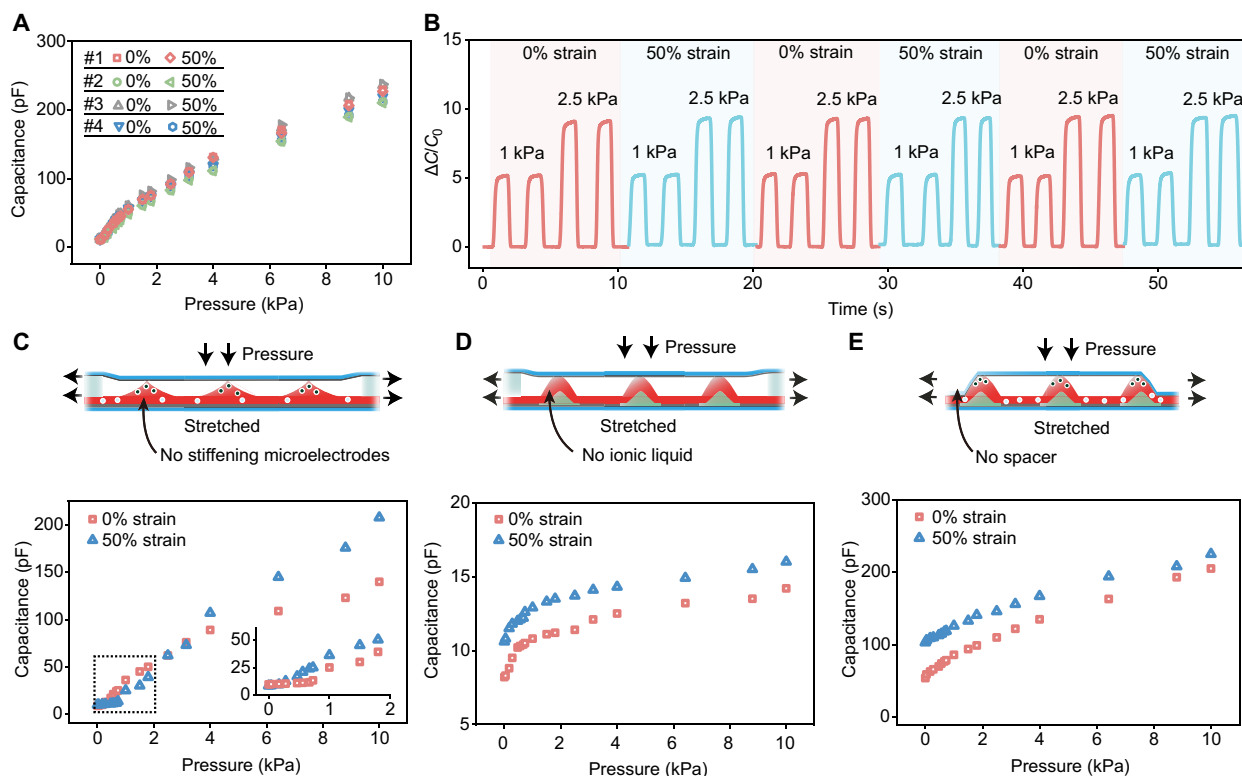 A
300
200
100
0
Capacitance (pF)
#1 0% 50%
#2 0% 50%
#3 0% 50%
#4 0% 50%
0 2 4 6 8 10
Pressure (kPa)
B
15
10
5
0
ΔC/C0
0% strain 50% strain 0% strain 50% strain 0% strain 50% strain
2.5 kPa 2.5 kPa 2.5 kPa 2.5 kPa 2.5 kPa 2.5 kPa
1 kPa 1 kPa 1 kPa 1 kPa 1 kPa 1 kPa
0 10 20 30 40 50
Time (s)
C
Pressure
Stretched
No stiffening microelectrodes
0% strain
50% strain
200
150
100
50
0
Capacitance (pF)
50
25
0
0 1 2
0 2 4 6 8 10
Pressure (kPa)
D
Pressure
Stretched
No ionic liquid
20
15
10
5
Capacitance (pF)
0% strain
50% strain
0 2 4 6 8 10
Pressure (kPa)
E
Pressure
Stretched
No spacer
300
200
100
0
Capacitance (pF)
0% strain
50% strain
0 2 4 6 8 10
Pressure (kPa)